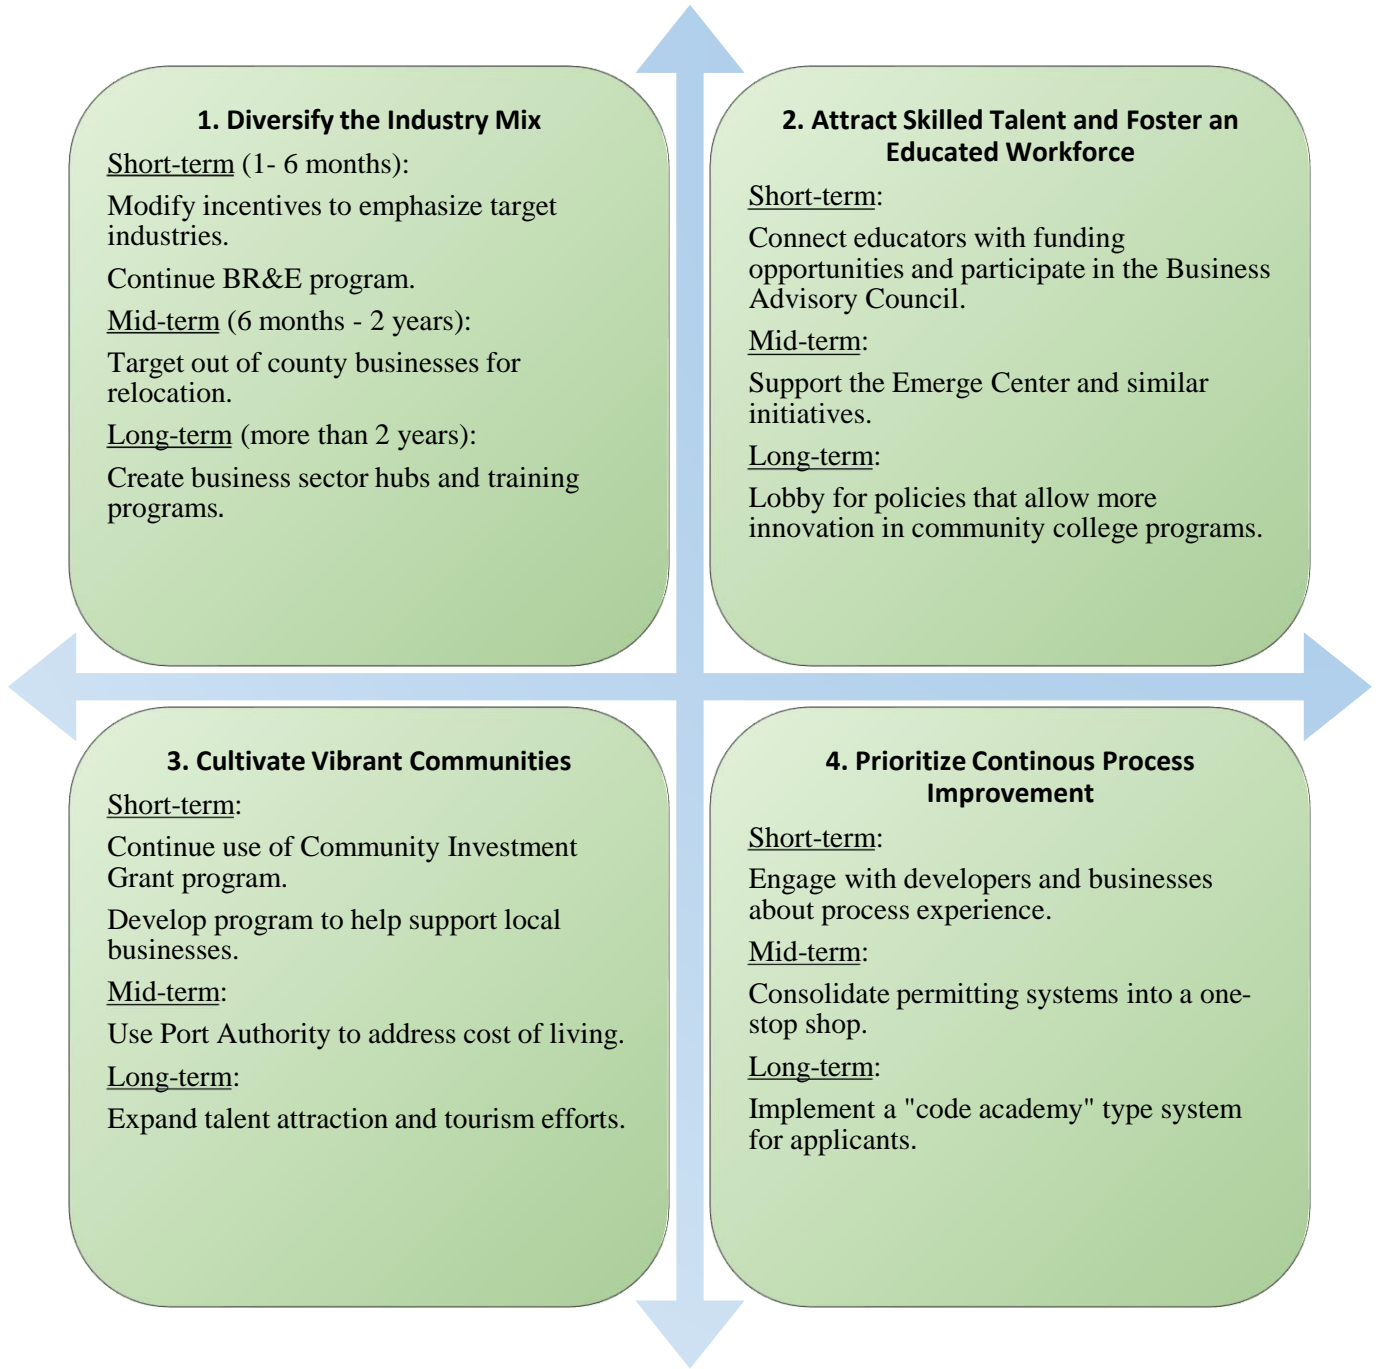 1. Diversify the Industry Mix
Short-term (1- 6 months):
Modify incentives to emphasize target
industries.
Continue BR&E program.
Mid-term (6 months - 2 years):
Target out of county businesses for
relocation.
Long-term (more than 2 years):
Create business sector hubs and training
programs.
2. Attract Skilled Talent and Foster an
Educated Workforce
Short-term:
Connect educators with funding
opportunities and participate in the Business
Advisory Council.
Mid-term:
Support the Emerge Center and similar
initiatives.
Long-term:
Lobby for policies that allow more
innovation in community college programs.
3. Cultivate Vibrant Communities
Short-term:
Continue use of Community Investment
Grant program.
Develop program to help support local
businesses.
Mid-term:
Use Port Authority to address cost of living.
Long-term:
Expand talent attraction and tourism efforts.
4. Prioritize Continous Process
Improvement
Short-term:
Engage with developers and businesses
about process experience.
Mid-term:
Consolidate permitting systems into a one-
stop shop.
Long-term:
Implement a "code academy" type system
for applicants.